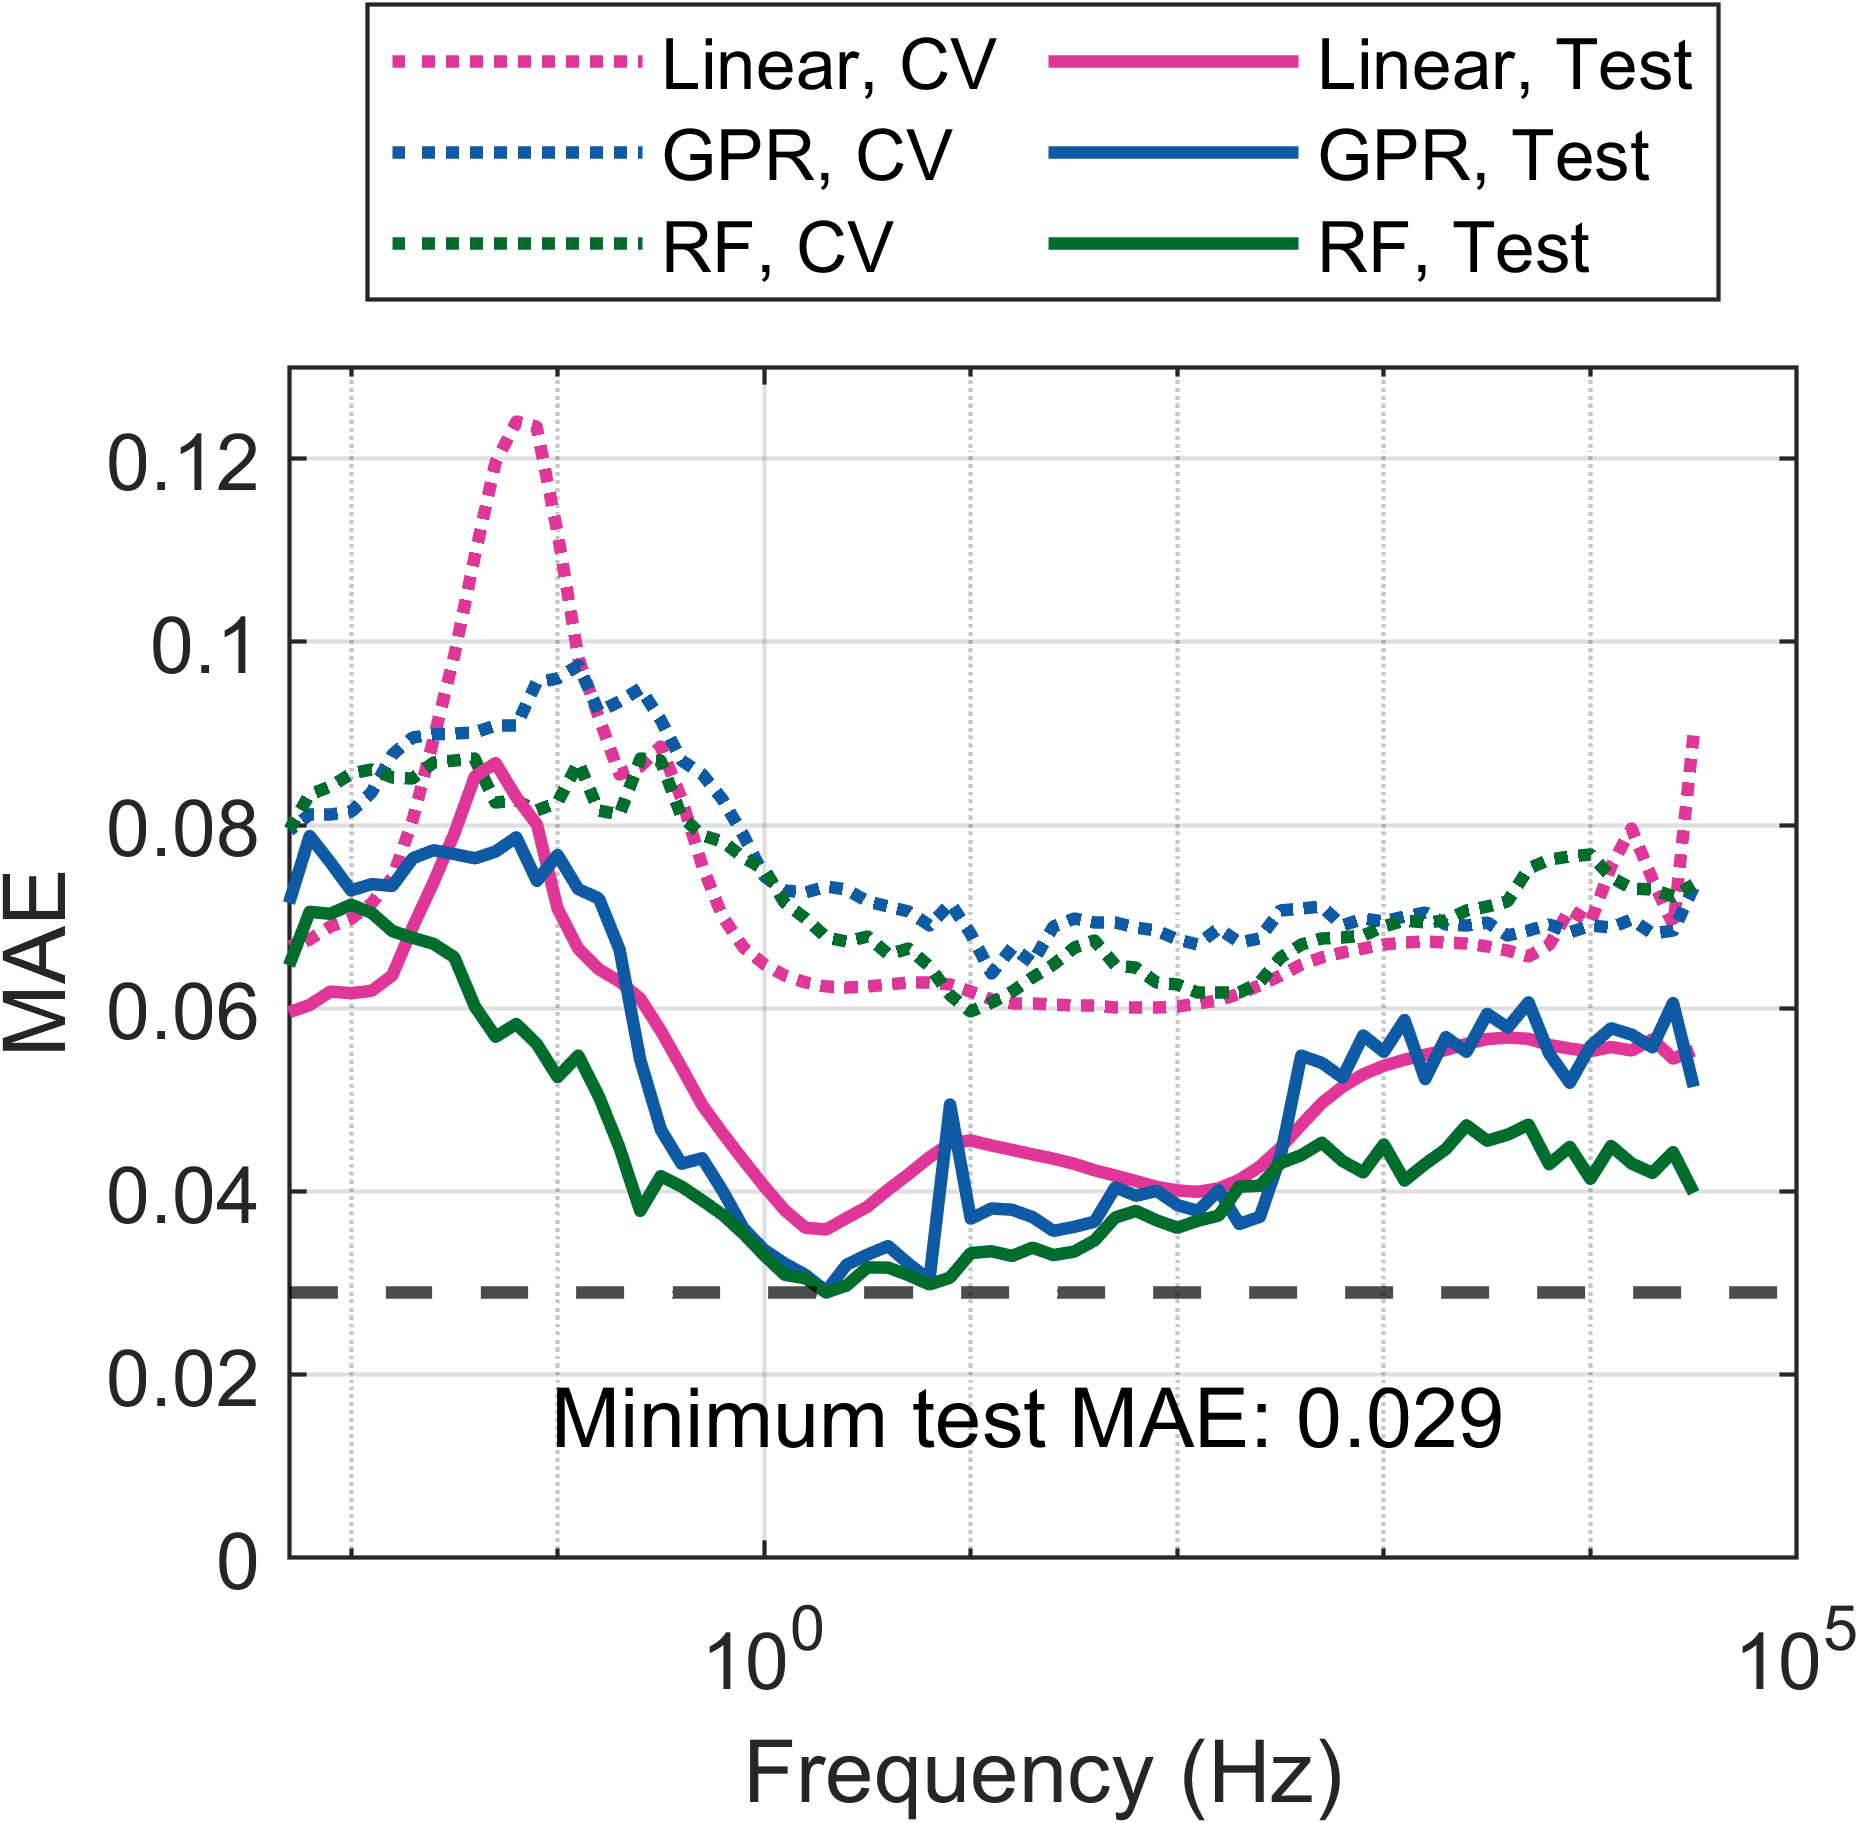 Linear, CV
Linear, Test
GPR, CV
GPR, Test
RF, CV
RF, Test
MAE
0.12
0.1
0.08
0.06
0.04
0.02
0
Minimum test MAE: 0.029
10^0
10^5
Frequency (Hz)